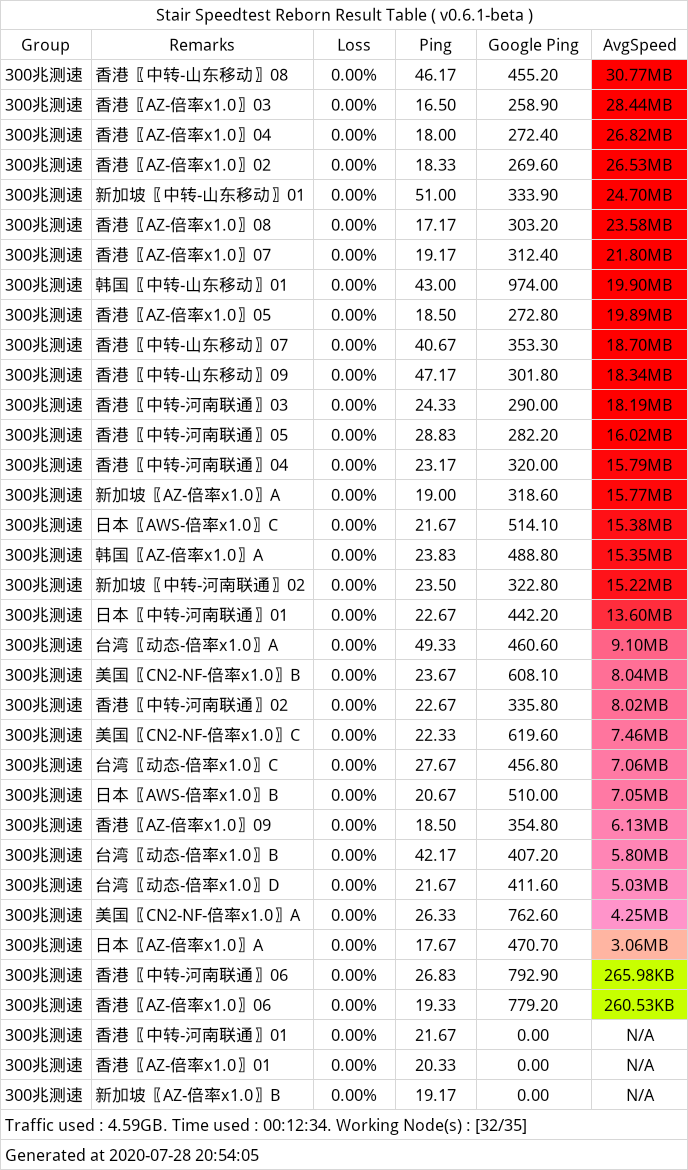 Stair Speedtest Reborn Result Table ( v0.6.1-beta )
Group Remarks Loss Ping Google Ping AvgSpeed
300兆测速 香港〖中转-山东移动〗08 0.00% 46.17 455.20 30.77MB
300兆测速 香港〖AZ-倍率x1.0〗03 0.00% 16.50 258.90 28.44MB
300兆测速 香港〖AZ-倍率x1.0〗04 0.00% 18.00 272.40 26.82MB
300兆测速 香港〖AZ-倍率x1.0〗02 0.00% 18.33 269.60 26.53MB
300兆测速 新加坡〖中转-山东移动〗01 0.00% 51.00 333.90 24.70MB
300兆测速 香港〖AZ-倍率x1.0〗08 0.00% 17.17 303.20 23.58MB
300兆测速 香港〖AZ-倍率x1.0〗07 0.00% 19.17 312.40 21.80MB
300兆测速 韩国〖中转-山东移动〗01 0.00% 43.00 974.00 19.90MB
300兆测速 香港〖AZ-倍率x1.0〗05 0.00% 18.50 272.80 19.89MB
300兆测速 香港〖中转-山东移动〗07 0.00% 40.67 353.30 18.70MB
300兆测速 香港〖中转-山东移动〗09 0.00% 47.17 301.80 18.34MB
300兆测速 香港〖中转-河南联通〗03 0.00% 24.33 290.00 18.19MB
300兆测速 香港〖中转-河南联通〗05 0.00% 28.83 282.20 16.02MB
300兆测速 香港〖中转-河南联通〗04 0.00% 23.17 320.00 15.79MB
300兆测速 新加坡〖AZ-倍率x1.0〗A 0.00% 19.00 318.60 15.77MB
300兆测速 日本〖AWS-倍率x1.0〗C 0.00% 21.67 514.10 15.38MB
300兆测速 韩国〖AZ-倍率x1.0〗A 0.00% 23.83 488.80 15.35MB
300兆测速 新加坡〖中转-河南联通〗02 0.00% 23.50 322.80 15.22MB
300兆测速 日本〖中转-河南联通〗01 0.00% 22.67 442.20 13.60MB
300兆测速 台湾〖动态-倍率x1.0〗A 0.00% 49.33 460.60 9.10MB
300兆测速 美国〖CN2-NF-倍率x1.0〗B 0.00% 23.67 608.10 8.04MB
300兆测速 香港〖中转-河南联通〗02 0.00% 22.67 335.80 8.02MB
300兆测速 美国〖CN2-NF-倍率x1.0〗C 0.00% 22.33 619.60 7.46MB
300兆测速 台湾〖动态-倍率x1.0〗C 0.00% 27.67 456.80 7.06MB
300兆测速 日本〖AWS-倍率x1.0〗B 0.00% 20.67 510.00 7.05MB
300兆测速 香港〖AZ-倍率x1.0〗09 0.00% 18.50 354.80 6.13MB
300兆测速 台湾〖动态-倍率x1.0〗B 0.00% 42.17 407.20 5.80MB
300兆测速 台湾〖动态-倍率x1.0〗D 0.00% 21.67 411.60 5.03MB
300兆测速 美国〖CN2-NF-倍率x1.0〗A 0.00% 26.33 762.60 4.25MB
300兆测速 日本〖AZ-倍率x1.0〗A 0.00% 17.67 470.70 3.06MB
300兆测速 香港〖中转-河南联通〗06 0.00% 26.83 792.90 265.98KB
300兆测速 香港〖AZ-倍率x1.0〗06 0.00% 19.33 779.20 260.53KB
300兆测速 香港〖中转-河南联通〗01 0.00% 21.67 0.00 N/A
300兆测速 香港〖AZ-倍率x1.0〗01 0.00% 20.33 0.00 N/A
300兆测速 新加坡〖AZ-倍率x1.0〗B 0.00% 19.17 0.00 N/A
Traffic used : 4.59GB. Time used : 00:12:34. Working Node(s) : [32/35]
Generated at 2020-07-28 20:54:05